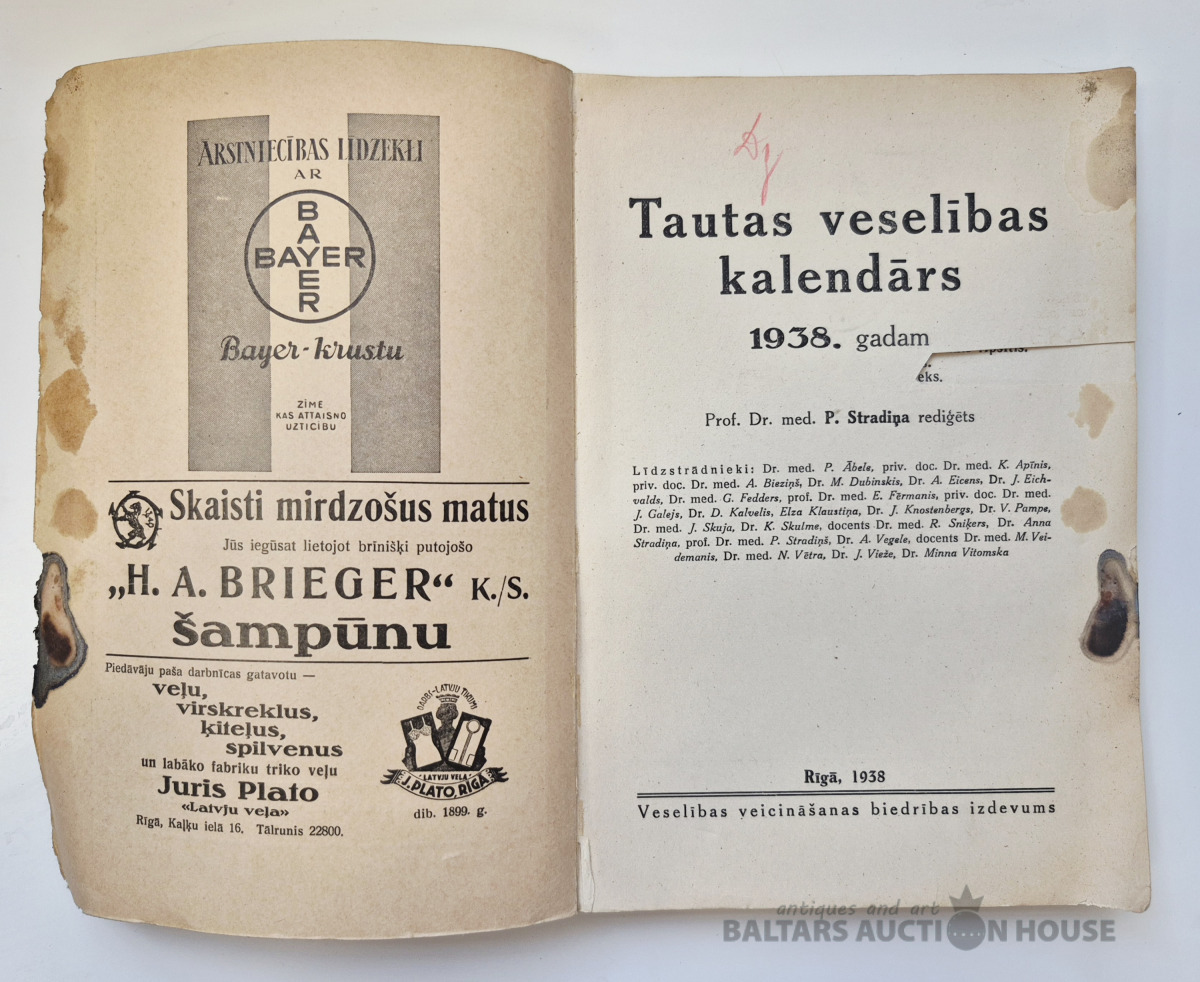 ĀRSTNIECĪBAS LĪDZEKLI
AR
BAYER
BAYER
Bayer-krustu
ZĪME
KAS ATTAISNO
UZTICĪBU
Skaisti mirdzošus matus
Jūs iegūsat lietojot brīnišķi putojošo
„H. A. BRIEGER“ K./S.
šampūnu
Piedāvāju paša darbnīcas gatavotu —
veļu,
virskreklus,
ķiteļus,
spilvenus
un labāko fabriku triko veļu
Juris Plato
«Latvju veļa»
Rīgā, Kaļķu ielā 16. Tālrunis 22800.
DARBI-LATVJU TIKUMI
LATVJU VEĻA
J. PLATO, RĪGĀ
dib. 1899. g.
Tautas veselības
kalendārs
1938. gadam
eks.
Prof. Dr. med. P. Stradiņa rediģēts
Līdzstrādnieki: Dr. med. P. Ābele, priv. doc. Dr. med. K. Apīnis,
priv. doc. Dr. med. A. Bieziņš, Dr. M. Dubinskis, Dr. A. Eicens, Dr. J. Eich-
valds, Dr. med. G. Fedders, prof. Dr. med. E. Fērmanis, priv. doc. Dr. med.
J. Galejs, Dr. D. Kalvelis, Elza Klaustiņa, Dr. J. Knostenbergs, Dr. V. Pampe,
Dr. med. J. Skuja, Dr. K. Skulme, docents Dr. med. R. Sniķers, Dr. Anna
Stradiņa, prof. Dr. med. P. Stradiņš, Dr. A. Vegele, docents Dr. med. M. Vei-
demanis, Dr. med. N. Vētra, Dr. J. Vieže, Dr. Minna Vitomska
Rīgā, 1938
Veselības veicināšanas biedrības izdevums
antiques and art
BALTARS AUCTION HOUSE